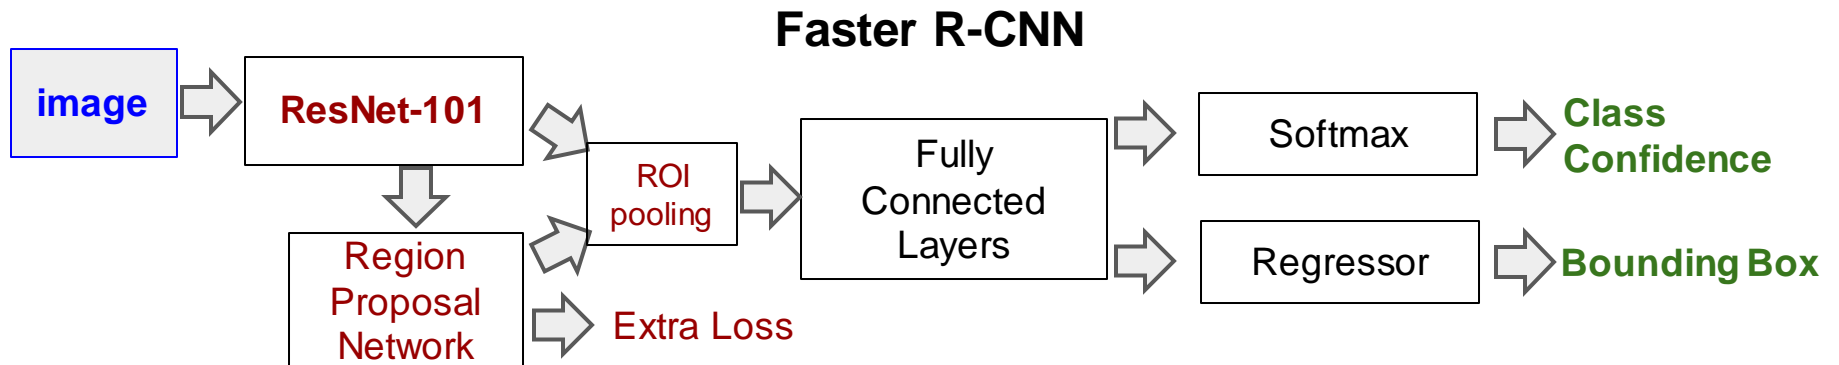 Faster R-CNN
image
ResNet-101
ROI
pooling
Region
Proposal
Network
Extra Loss
Fully
Connected
Layers
Softmax
Class
Confidence
Regressor
Bounding Box